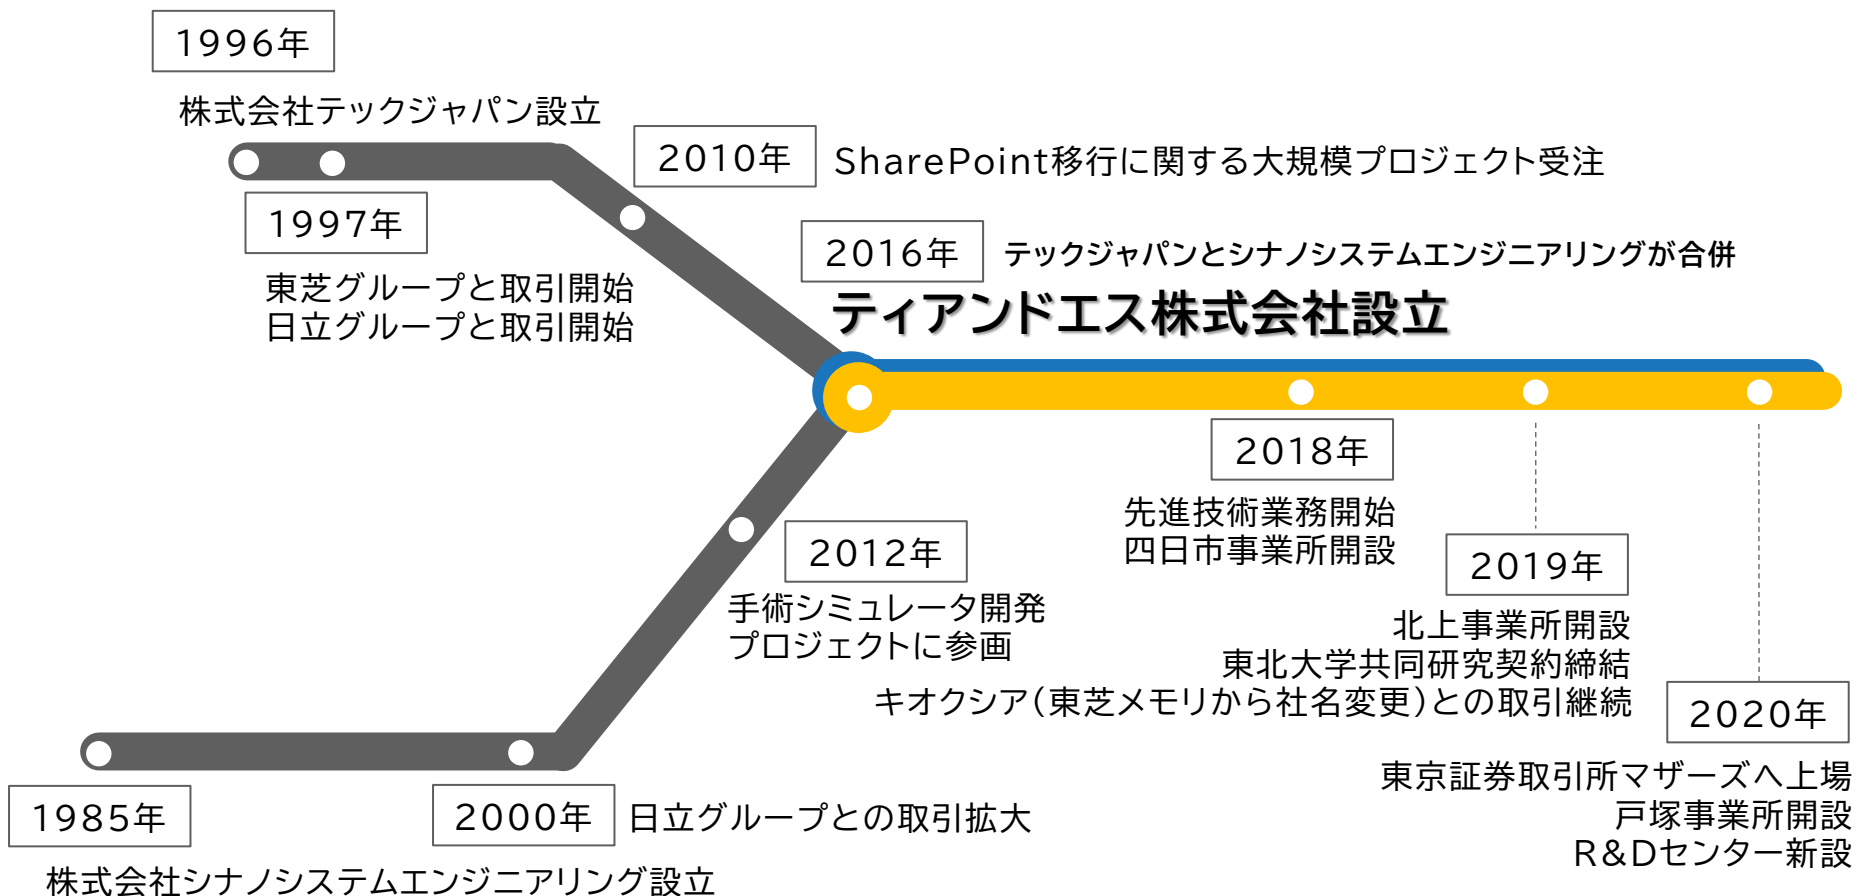 1996年
株式会社テックジャパン設立
1997年
東芝グループと取引開始
日立グループと取引開始
2010年
SharePoint移行に関する大規模プロジェクト受注
2016年
テックジャパンとシナノシステムエンジニアリングが合併
ティアンドエス株式会社設立
2018年
先進技術業務開始
四日市事業所開設
2012年
手術シミュレータ開発
プロジェクトに参画
2019年
北上事業所開設
東北大学共同研究契約締結
キオクシア(東芝メモリから社名変更)との取引継続
2020年
東京証券取引所マザーズへ上場
戸塚事業所開設
R&Dセンター新設
1985年
株式会社シナノシステムエンジニアリング設立
2000年
日立グループとの取引拡大